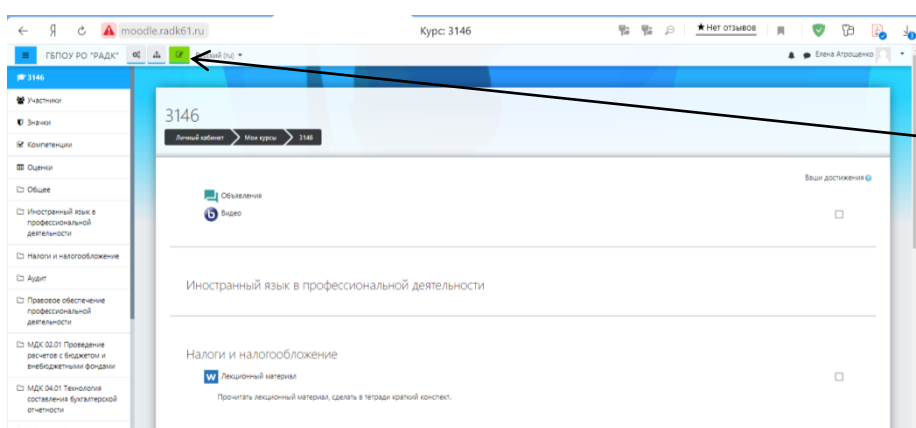 Я moodle.radk61.ru Курс: 3146 ★ Нет отзывов
ГБПОУ РО "РАДК" Русский (ru) Елена Атрощенко
3146
Участники
Значки
Компетенции
Оценки
Общее
Иностранный язык в
профессиональной
деятельности
Налоги и налогообложение
Аудит
Правовое обеспечение
профессиональной
деятельности
МДК 02.01 Проведение
расчетов с бюджетом и
внебюджетными фондами
МДК 04.01 Технология
составления бухгалтерской
отчетности
3146
Личный кабинет Мои курсы 3146
Ваши достижения
Объявления
Видео
Иностранный язык в профессиональной деятельности
Налоги и налогообложение
W Лекционный материал
Прочитать лекционный материал, сделать в тетради краткий конспект.